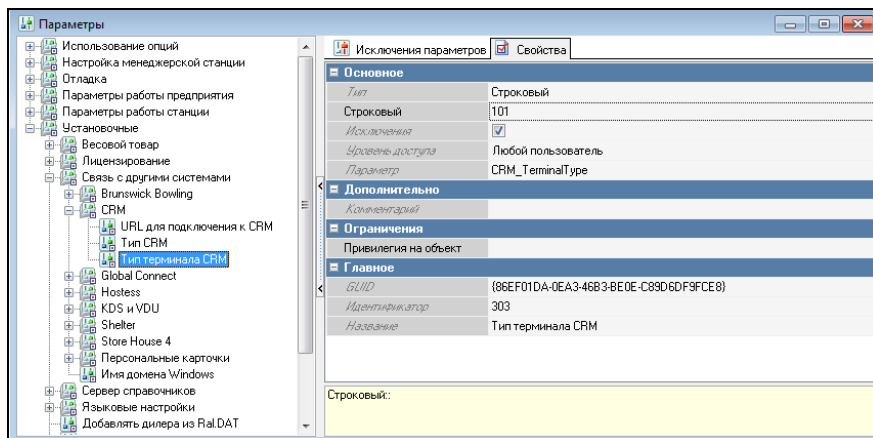 Параметры
Использование опций
Настройка менеджерской станции
Отладка
Параметры работы предприятия
Параметры работы станции
Установочные
Весовой товар
Лицензирование
Связь с другими системами
Brunswick Bowling
CRM
URL для подключения к CRM
Тип CRM
Тип терминала CRM
Global Connect
Hostess
KDS и VDU
Shelter
Store House 4
Персональные карточки
Имя домена Windows
Сервер справочников
Языковые настройки
Добавлять дилера из Ral.DAT
Исключения параметров Свойства
Основное
Тип Строковый
Строковый 101
Исключения
Уровень доступа Любой пользователь
Параметр CRM_TerminalType
Дополнительно
Комментарий
Ограничения
Привилегия на объект
Главное
GUID {86EF01DA-0EA3-46B3-BE0E-C89D6DF9FCE8}
Идентификатор 303
Название Тип терминала CRM
Строковый::